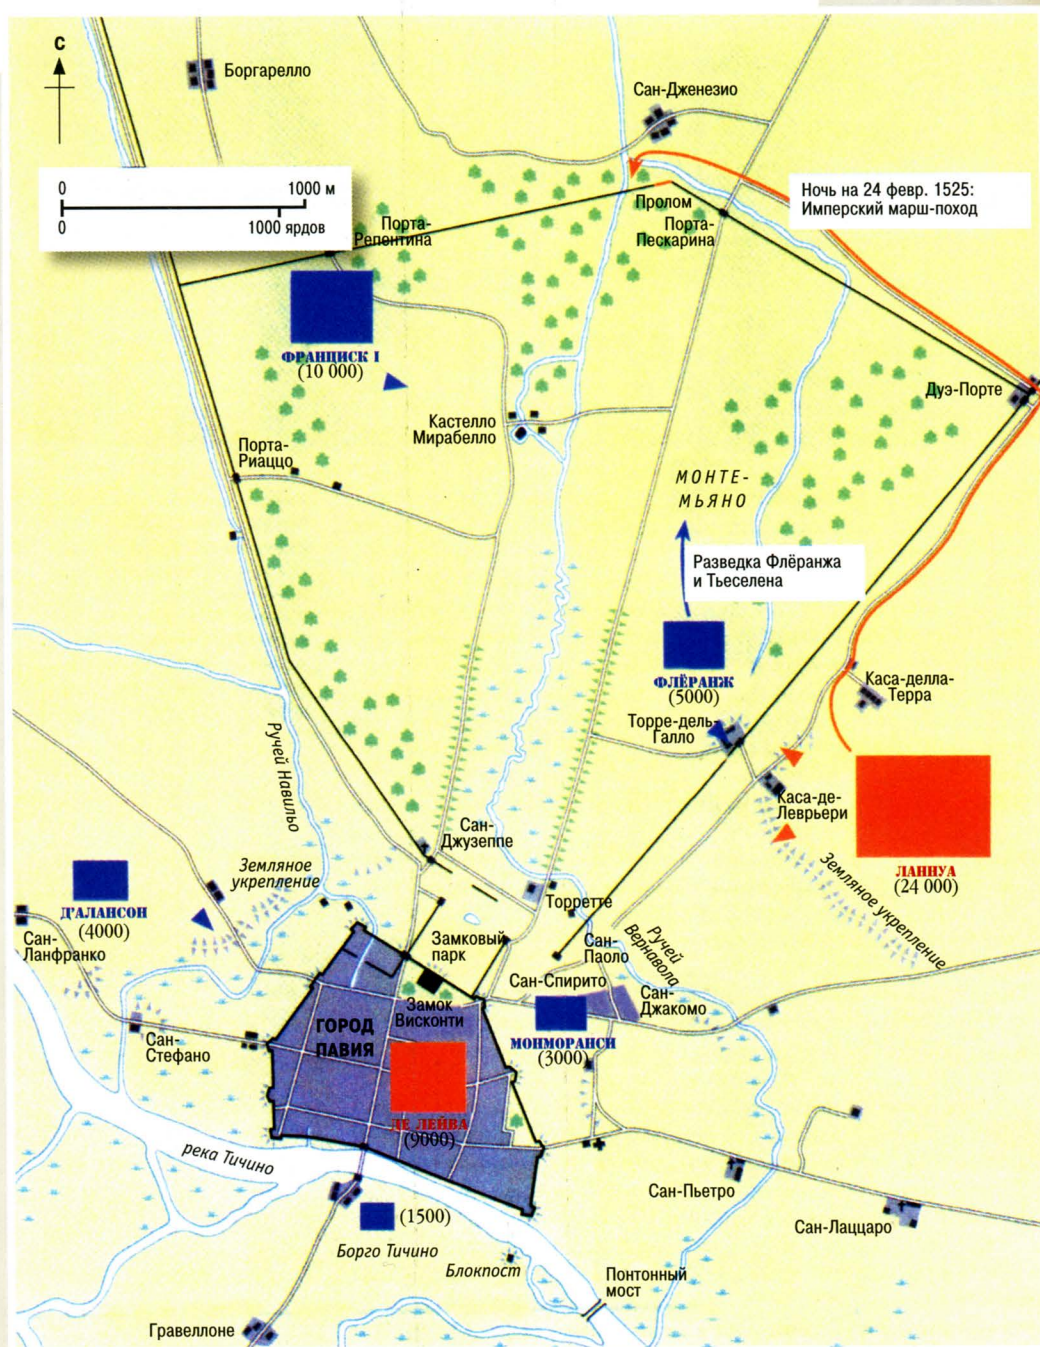 С
Боргарелло
Сан-Дженезио
0
1000 м
0
1000 ярдов
Ночь на 24 февр. 1525:
Имперский марш-поход
Порта-
Репентина
Пролом
Порта-
Пескарина
ФРАНЦИСК I
(10 000)
Дуэ-Порте
Кастелло
Мирабелло
Порта-
Риаццо
МОНТЕ-
МЬЯНО
Разведка Флёранжа
и Тьеселена
ФЛЁРАНЖ
(5000)
Каса-делла-
Терра
Торре-дель-
Галло
Ручей Навильо
Каса-де-
Леврьери
Сан-
Джузеппе
Земляное
укрепление
ЛАННУА
(24 000)
Земляное укрепление
Д'АЛАНСОН
(4000)
Торретте
Сан-
Ланфранко
Замковый
парк
Сан-
Паоло
Ручей
Вернавола
Сан-Спирито
Сан-
Джакомо
Замок
Висконти
ГОРОД
ПАВИЯ
МОНМОРАНСИ
(3000)
Сан-
Стефано
ДЕ ЛЕЙВА
(9000)
река Тичино
Сан-Пьетро
(1500)
Сан-Лаццаро
Борго Тичино
Блокпост
Понтонный
мост
Гравеллоне